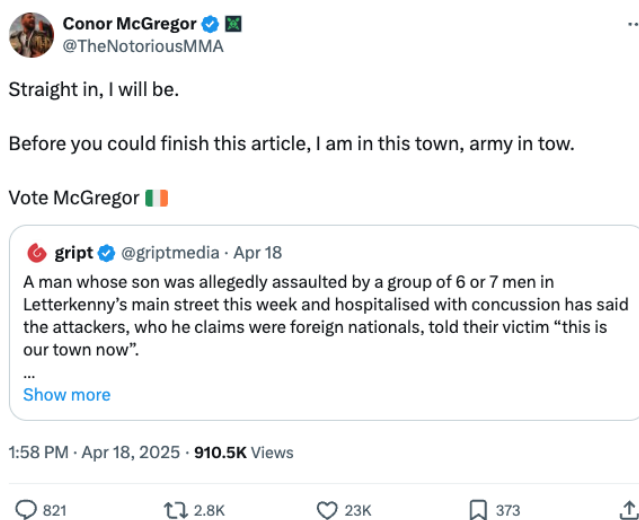 Conor McGregor
@TheNotoriousMMA
Straight in, I will be.
Before you could finish this article, I am in this town, army in tow.
Vote McGregor 🇮🇪
gript @griptmedia · Apr 18
A man whose son was allegedly assaulted by a group of 6 or 7 men in
Letterkenny’s main street this week and hospitalised with concussion has said
the attackers, who he claims were foreign nationals, told their victim “this is
our town now”.
...
Show more
1:58 PM · Apr 18, 2025 · 910.5K Views
821 2.8K 23K 373